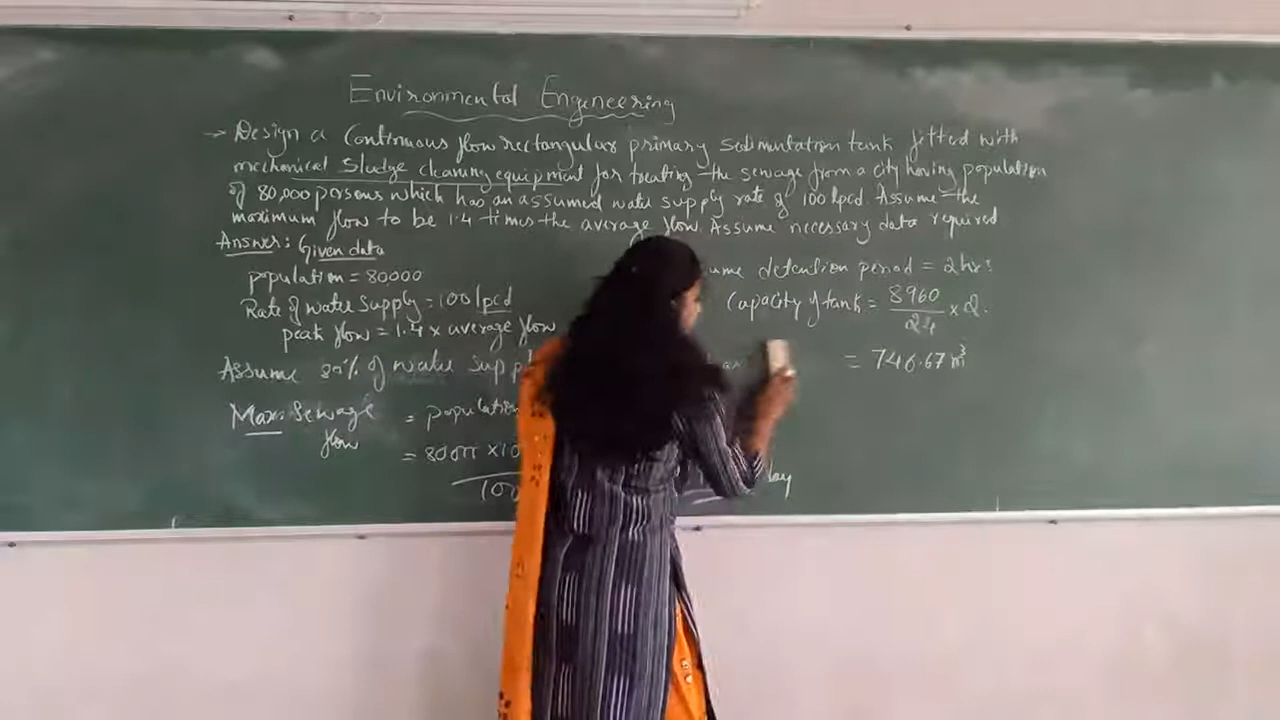 Environmental Engineering
→ Design a Continuous flow rectangular primary sedimentation tank fitted with
mechanical Sludge cleaning equipment for treating the sewage from a city having population
of 80,000 persons which has an assumed water supply rate of 100 lpcd. Assume the
maximum flow to be 1.4 times the average flow. Assume necessary data required
Answer: Given data
population = 80000
Rate of water Supply = 100 lpcd
peak flow = 1.4 x average flow
Assume 80% of water
Max: Sewage flow = population
= 80000 x 10
detention period = 2 hrs:
Capacity of tank = 8960 / 24 x 2.
= 746.67 m³